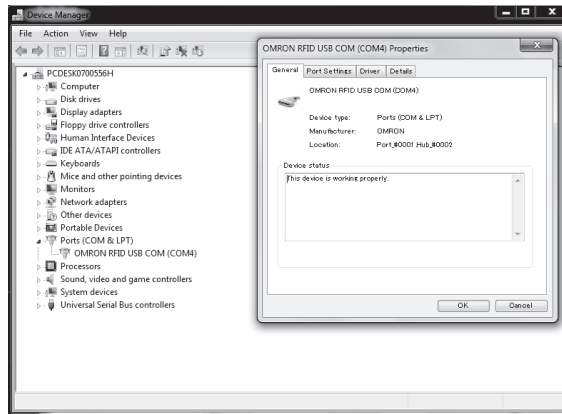 Device Manager
File Action View Help
PCDESK0700556H
Computer
Disk drives
Display adapters
Floppy drive controllers
Human Interface Devices
IDE ATA/ATAPI controllers
Keyboards
Mice and other pointing devices
Monitors
Network adapters
Other devices
Portable Devices
Ports (COM & LPT)
OMRON RFID USB COM (COM4)
Processors
Sound, video and game controllers
System devices
Universal Serial Bus controllers
OMRON RFID USB COM (COM4) Properties
General Port Settings Driver Details
OMRON RFID USB COM (COM4)
Device type: Ports (COM & LPT)
Manufacturer: OMRON
Location: Port_#0001.Hub_#0002
Device status
This device is working properly.
OK Cancel